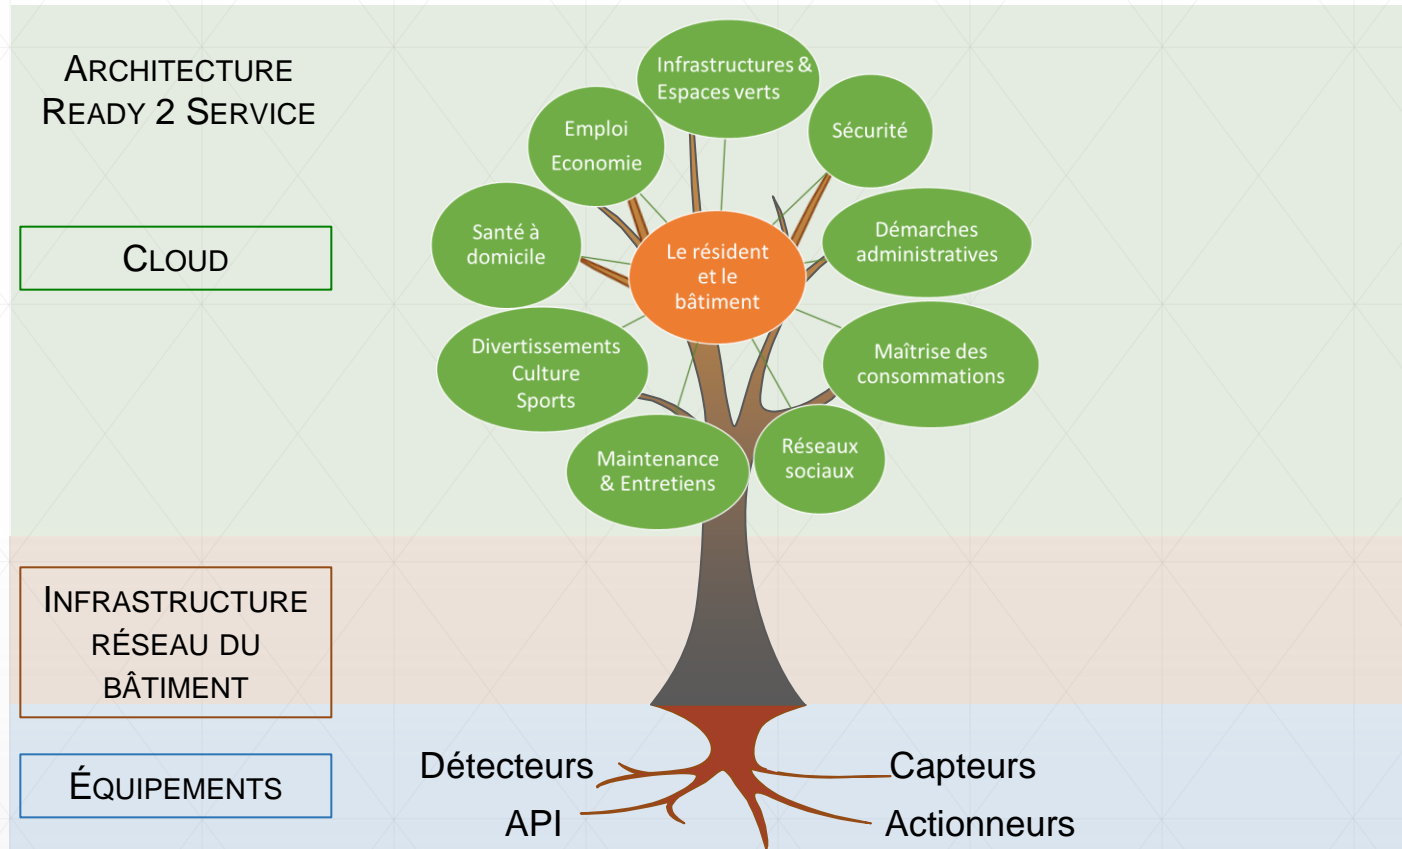 ARCHITECTURE
READY 2 SERVICE
Infrastructures &
Espaces verts
Emploi
Economie
Sécurité
Santé à
domicile
Démarches
administratives
CLOUD
Le résident
et le
bâtiment
Divertissements
Culture
Sports
Maîtrise des
consommations
Maintenance
& Entretiens
Réseaux
sociaux
INFRASTRUCTURE
RÉSEAU DU
BÂTIMENT
ÉQUIPEMENTS
Détecteurs
Capteurs
API
Actionneurs